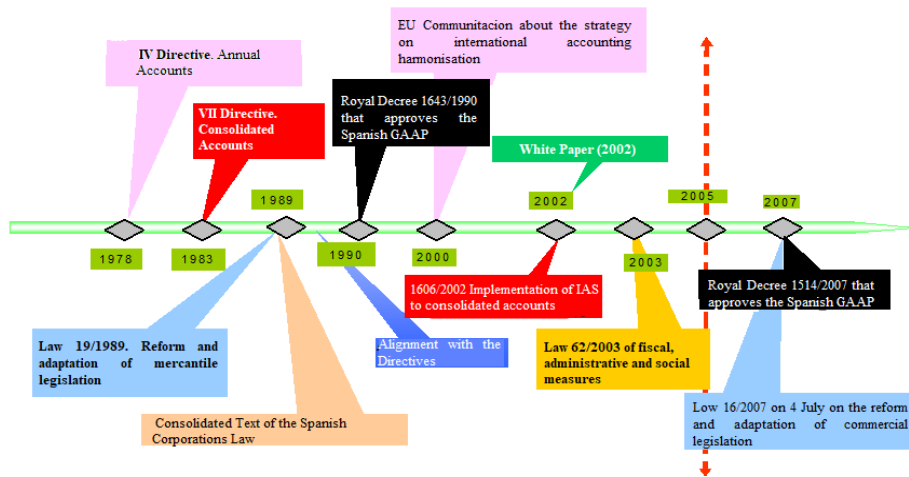 EU Communitacion about the strategy
on international accounting
harmonisation
IV Directive. Annual
Accounts
VII Directive.
Consolidated
Accounts
Royal Decree 1643/1990
that approves the
Spanish GAAP
White Paper (2002)
1989
2002
2005
2007
1978
1983
1990
2000
2003
1606/2002 Implementation of IAS
to consolidated accounts
Royal Decree 1514/2007 that
approves the Spanish GAAP
Law 19/1989. Reform and
adaptation of mercantile
legislation
Alignment with the
Directives
Law 62/2003 of fiscal,
administrative and social
measures
Consolidated Text of the Spanish
Corporations Law
Low 16/2007 on 4 July on the reform
and adaptation of commercial
legislation